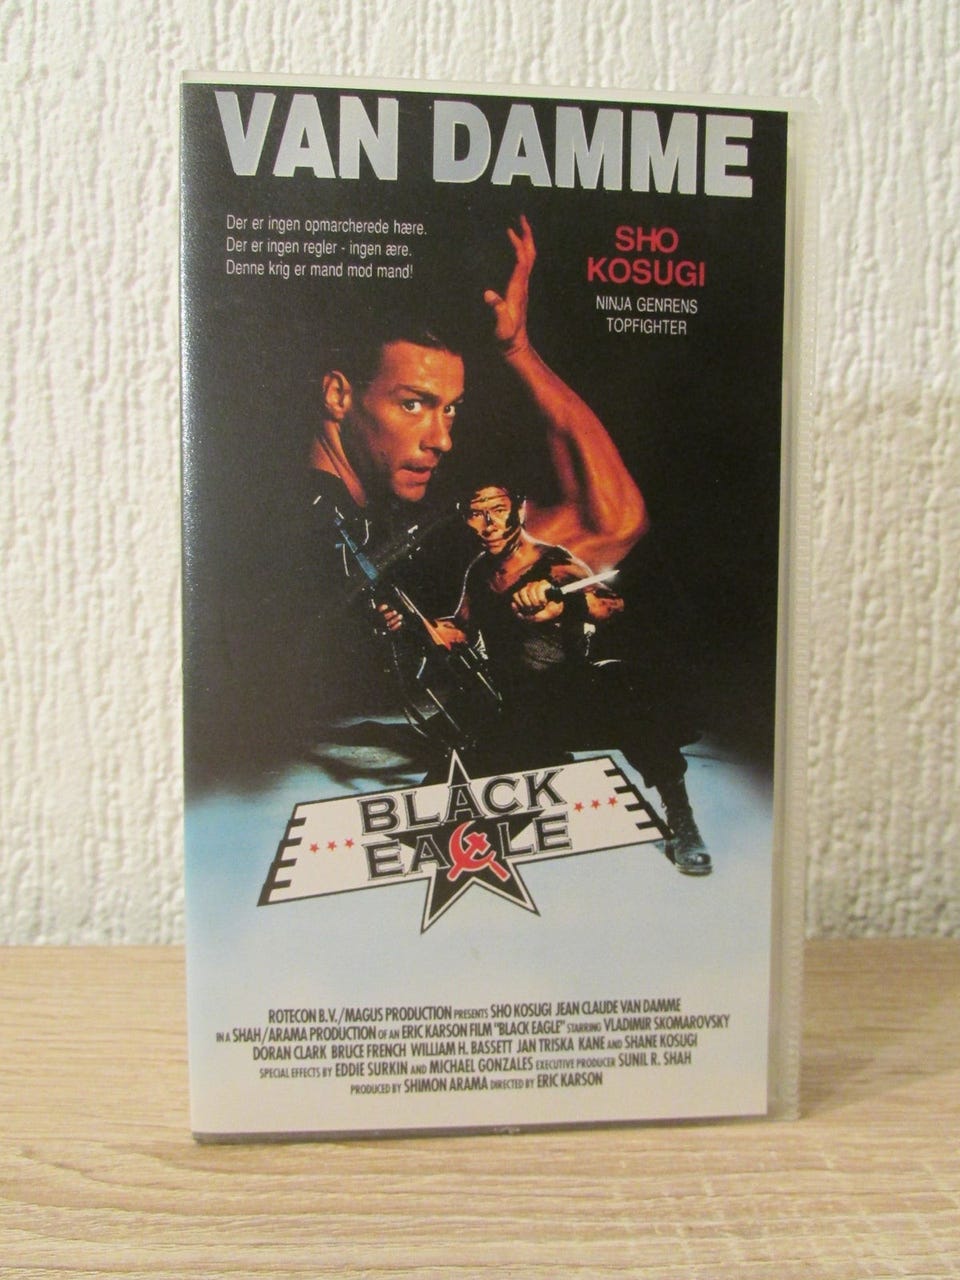 VAN DAMME
Der er ingen opmarcherede hære.
Der er ingen regler - ingen ære.
Denne krig er mand mod mand!
SHO
KOSUGI
NINJA GENRENS
TOPFIGHTER
BLACK
EAGLE
ROTECON B.V./MAGUS PRODUCTION PRESENTS SHO KOSUGI JEAN CLAUDE VAN DAMME
IN A SHAH/ARAMA PRODUCTION OF AN ERIC KARSON FILM "BLACK EAGLE" STARRING VLADIMIR SKOMAROVSKY
DORAN CLARK BRUCE FRENCH WILLIAM H. BASSETT JAN TRISKA KANE AND SHANE KOSUGI
SPECIAL EFFECTS BY EDDIE SURKIN AND MICHAEL GONZALES EXECUTIVE PRODUCER SUNIL R. SHAH
PRODUCED BY SHIMON ARAMA DIRECTED BY ERIC KARSON